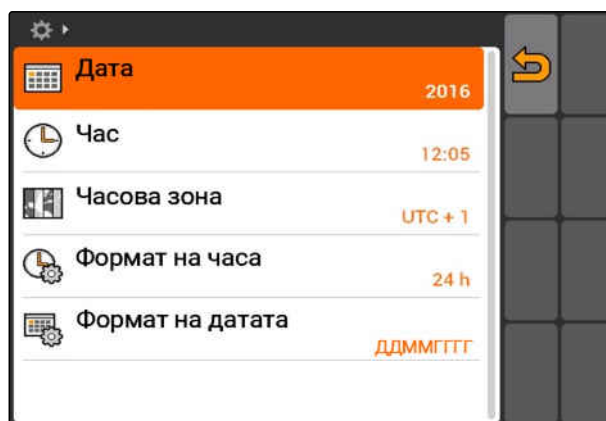 Дата
2016
Час
12:05
Часова зона
UTC + 1
Формат на часа
24 h
Формат на датата
ДДММГГГГ